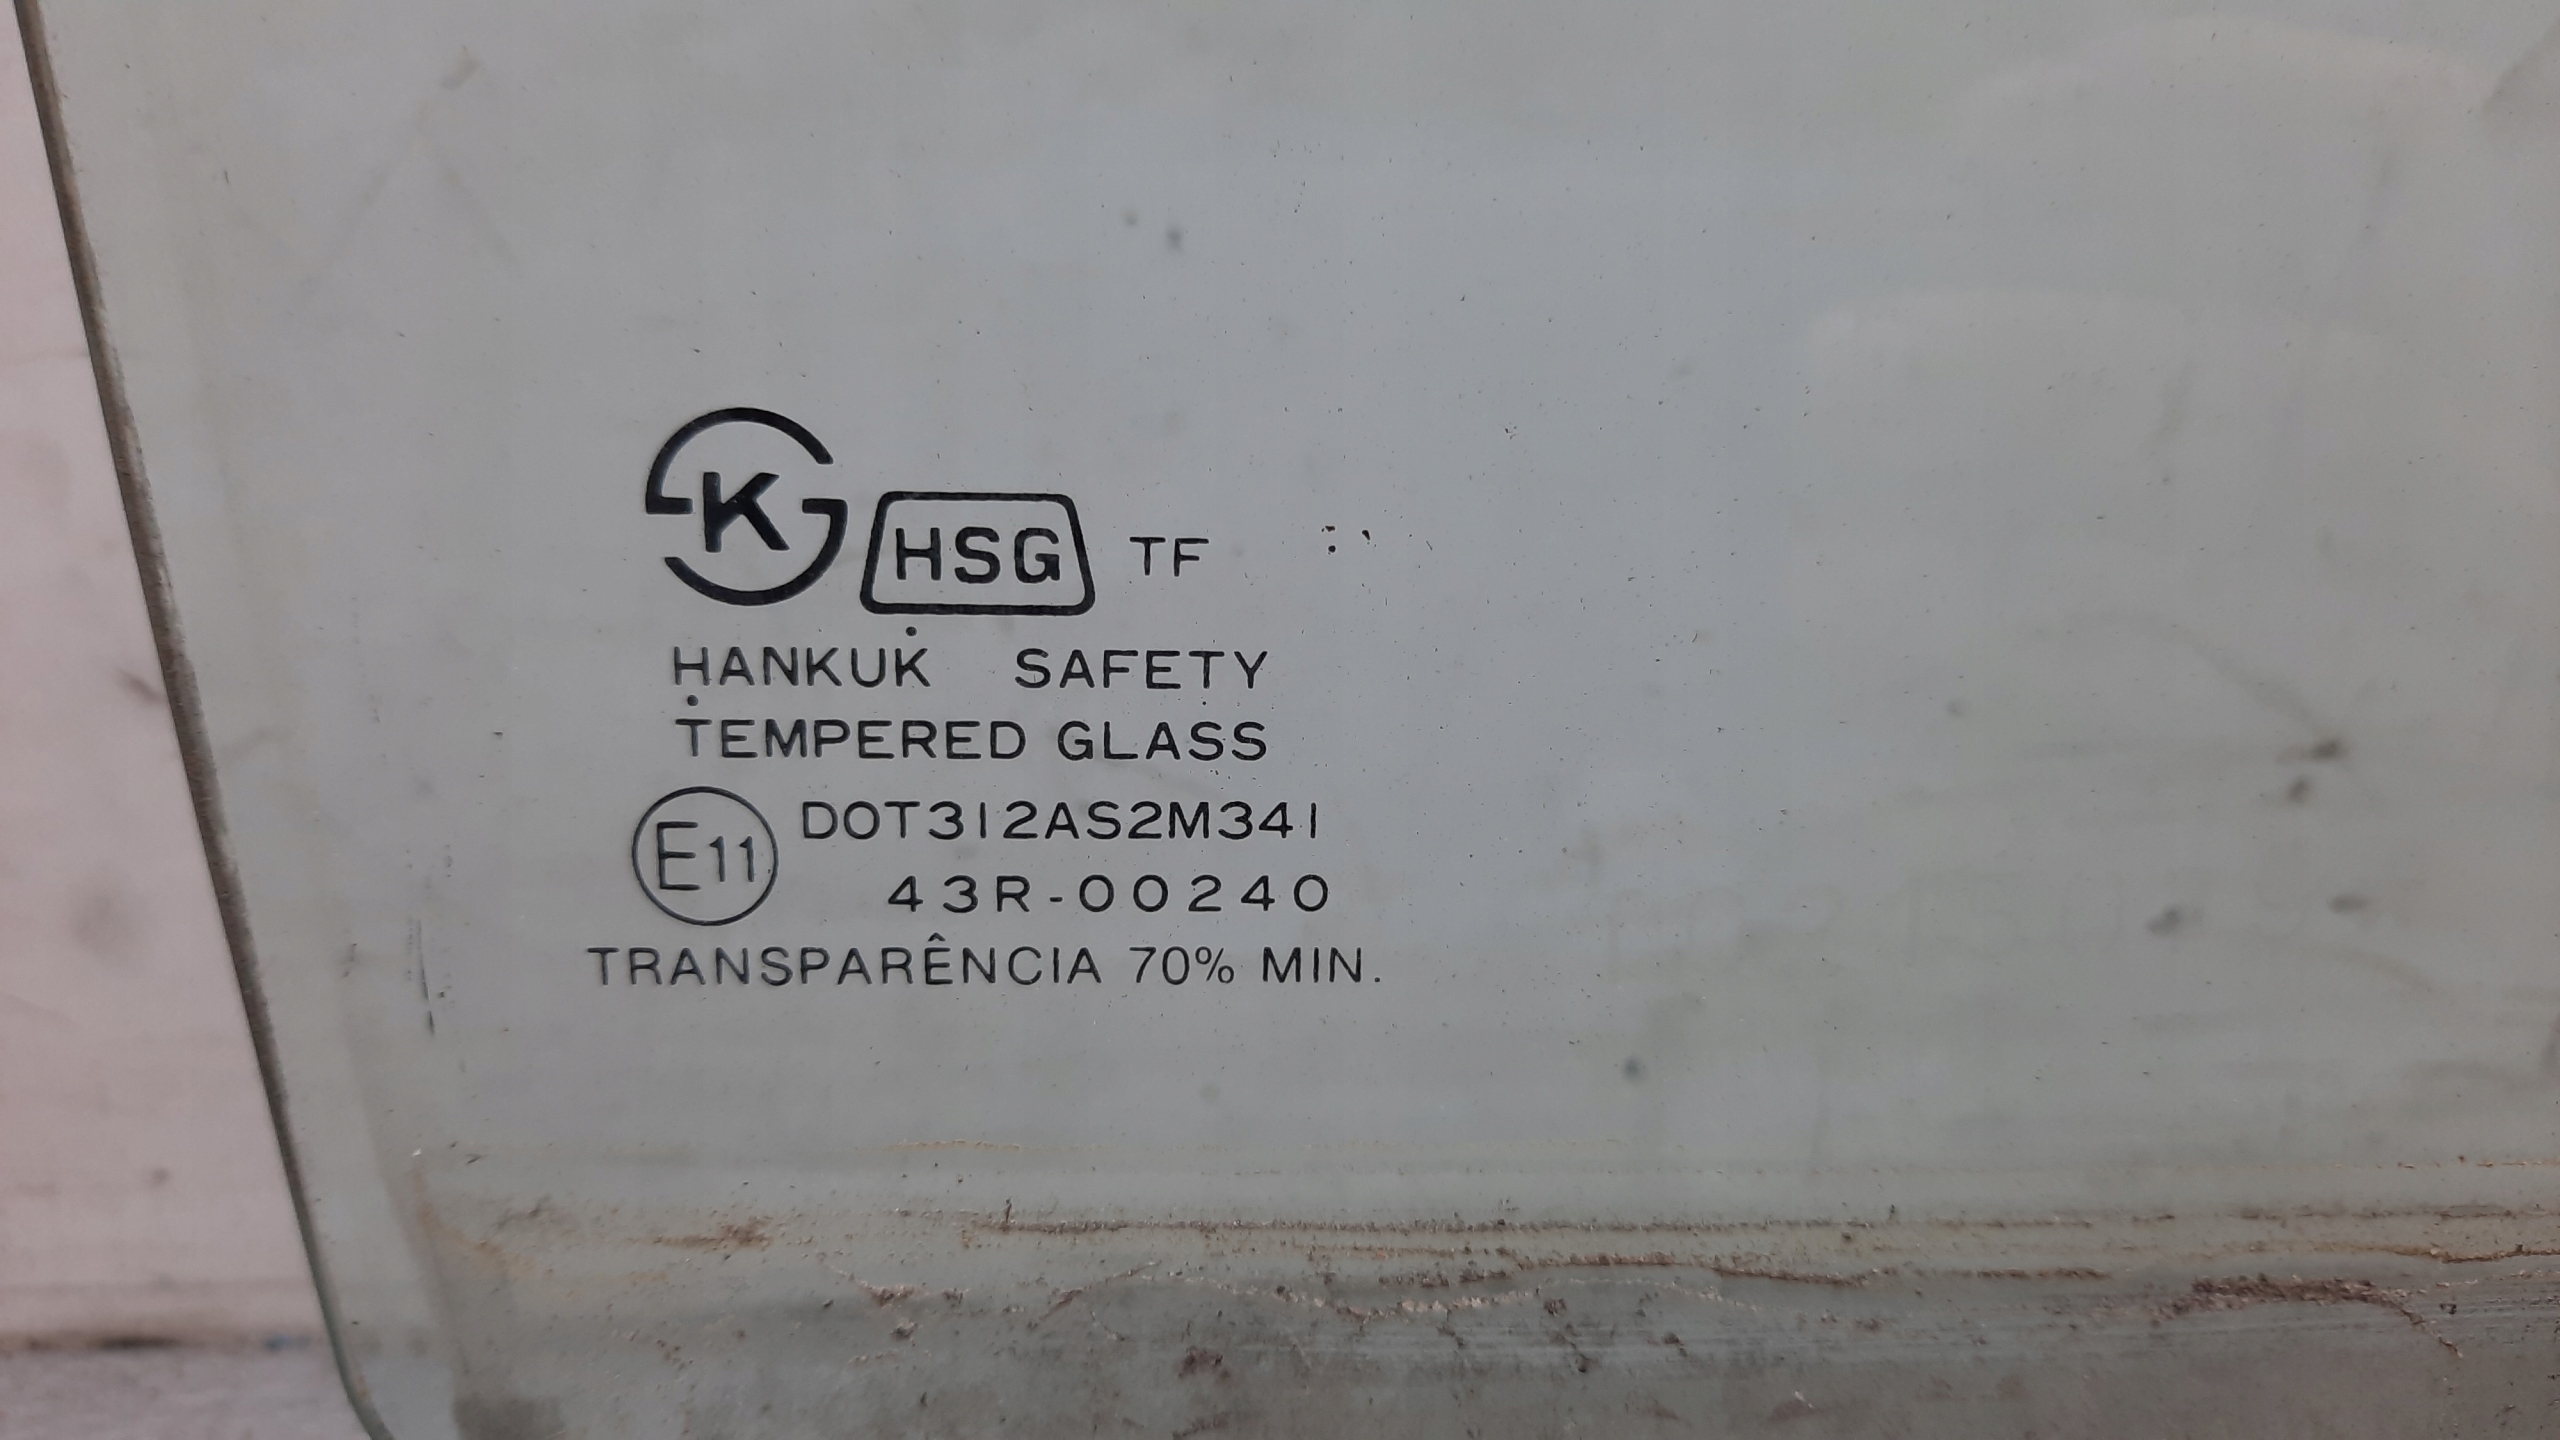 K HSG TF
HANKUK SAFETY
TEMPERED GLASS
E11 DOT312AS2M341
43R-00240
TRANSPARÊNCIA 70% MIN.